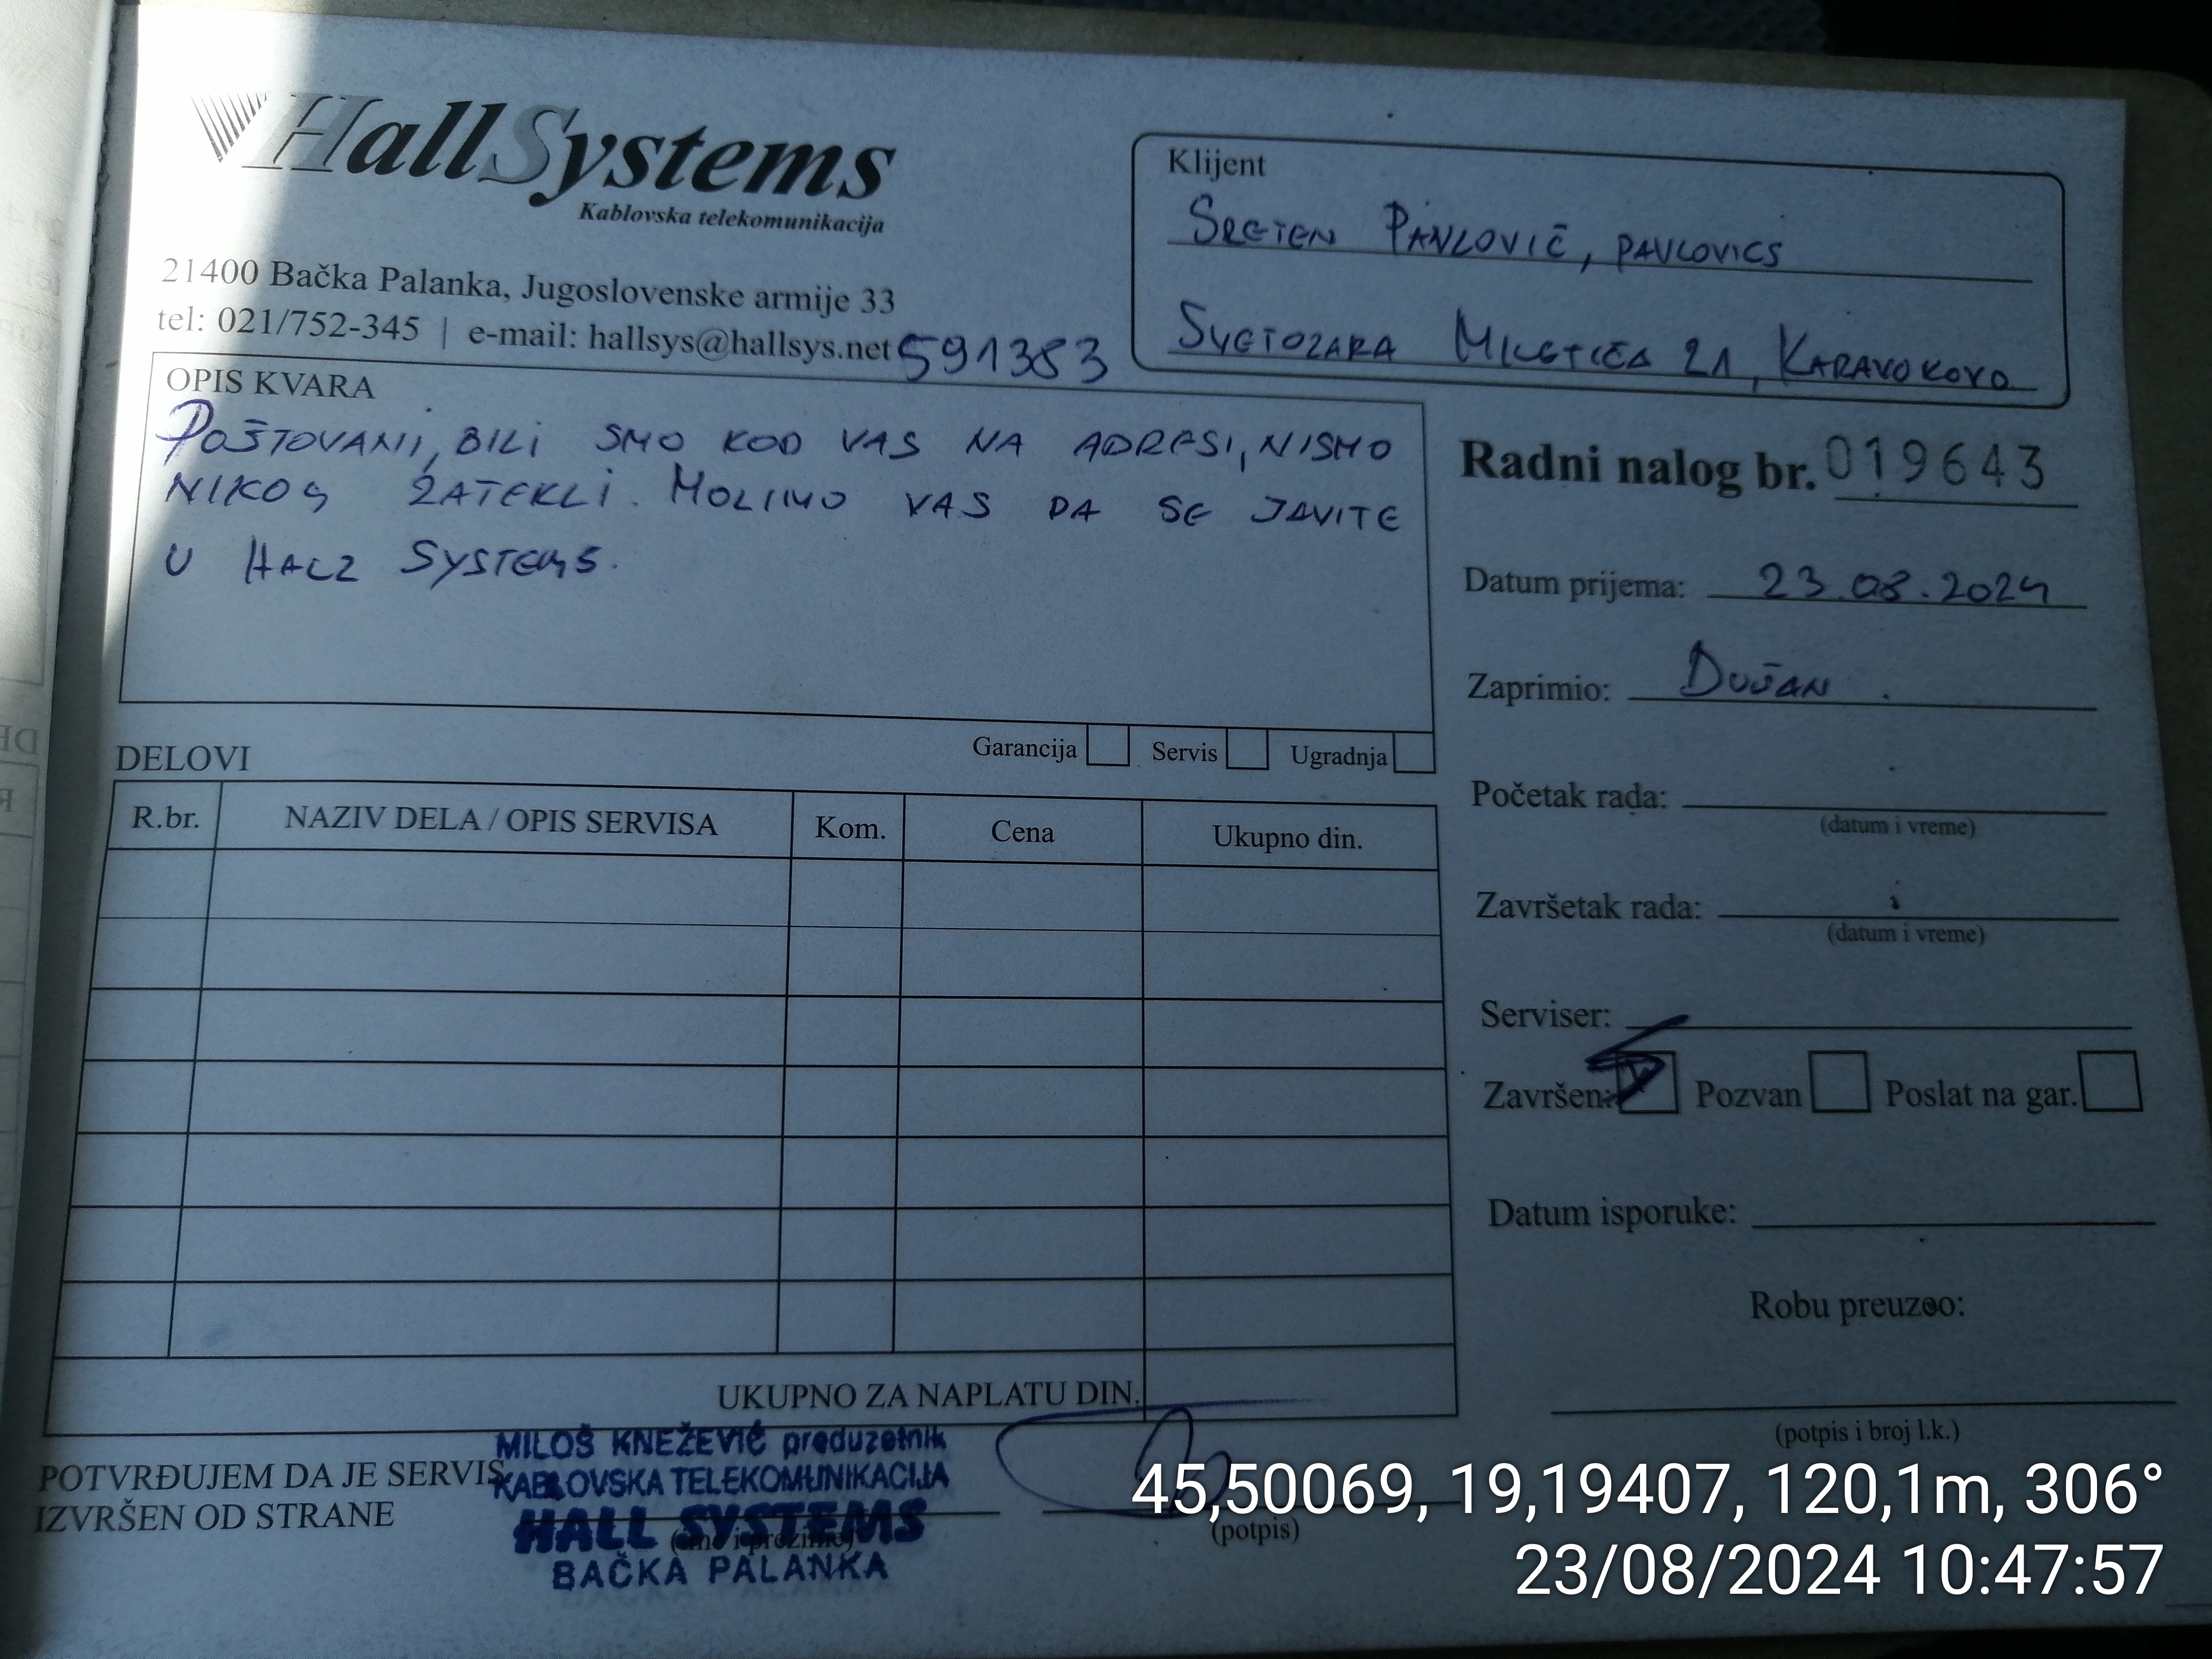 HallSystems
Kablovska telekomunikacija
21400 Bačka Palanka, Jugoslovenske armije 33
tel: 021/752-345 | e-mail: hallsys@hallsys.net
591383
Klijent
SRETEN PAVLOVIĆ, PAVLOVICS
SVETOZARA MILETIĆA 21, KARAVUKOVO
OPIS KVARA
POŠTOVANI, BILI SMO KOD VAS NA ADRESI, NISMO
NIKOG ZATEKLI. MOLIMO VAS DA SE JAVITE
U HALL SYSTEMS.
Garancija Servis Ugradnja
Radni nalog br. 019643
Datum prijema: 23.08.2024
Zaprimio: DUŠAN
Početak rada:
(datum i vreme)
Završetak rada:
(datum i vreme)
Serviser:
Završen: Pozvan Poslat na gar.
Datum isporuke:
Robu preuzeo:
(potpis i broj l.k.)
DELOVI
R.br. NAZIV DELA / OPIS SERVISA Kom. Cena Ukupno din.
UKUPNO ZA NAPLATU DIN.
POTVRĐUJEM DA JE SERVIS
IZVRŠEN OD STRANE
MILOŠ KNEŽEVIĆ preduzetnik
KABLOVSKA TELEKOMUNIKACIJA
HALL SYSTEMS
BAČKA PALANKA
(ime i prezime)
(potpis)
45,50069, 19,19407, 120,1m, 306°
23/08/2024 10:47:57